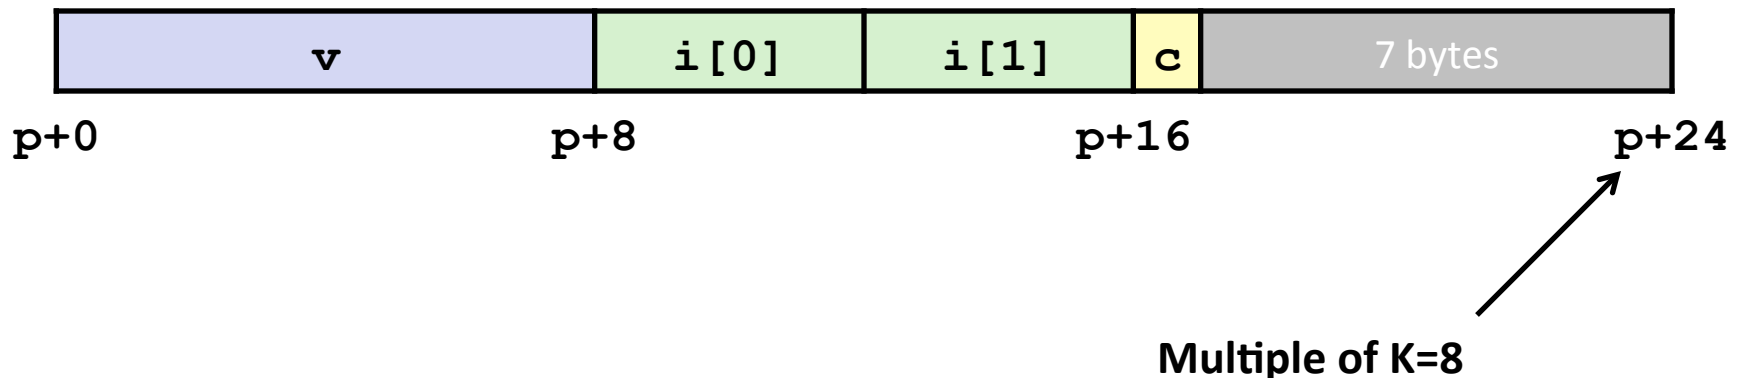 v i[0] i[1] c 7 bytes
p+0 p+8 p+16 p+24
Multiple of K=8